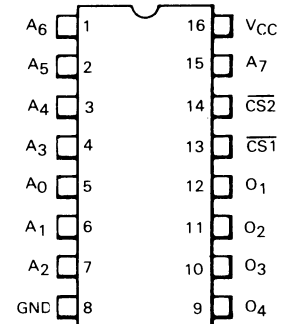 A6 1 16 VCC
A5 2 15 A7
A4 3 14 CS2
A3 4 13 CS1
A0 5 12 O1
A1 6 11 O2
A2 7 10 O3
GND 8 9 O4